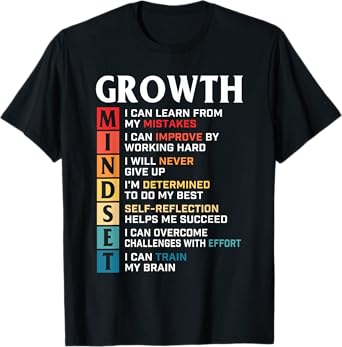 GROWTH
M I CAN LEARN FROM
MY MISTAKES
I I CAN IMPROVE BY
WORKING HARD
N I WILL NEVER
GIVE UP
D I'M DETERMINED
TO DO MY BEST
S SELF-REFLECTION
HELPS ME SUCCEED
E I CAN OVERCOME
CHALLENGES WITH EFFORT
T I CAN TRAIN
MY BRAIN